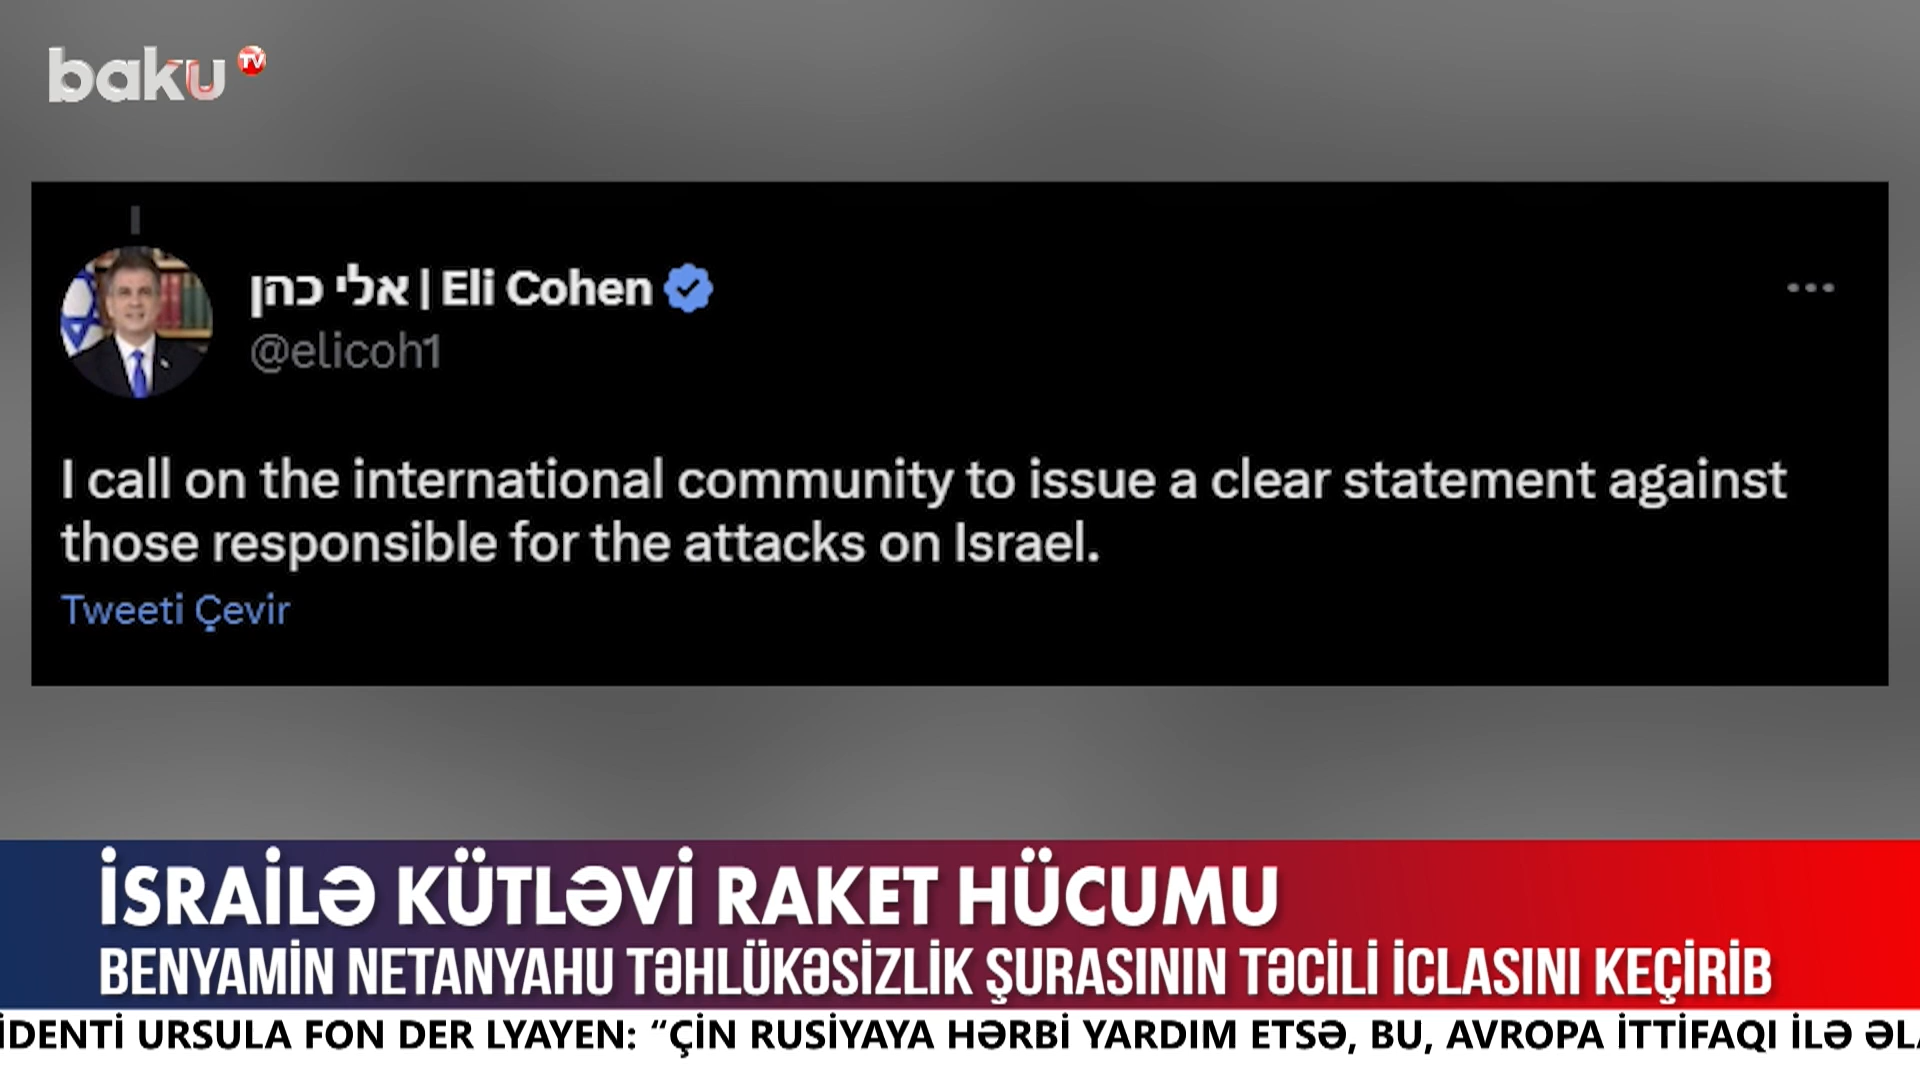 baku TV
אלי כהן | Eli Cohen
@elicoh1
I call on the international community to issue a clear statement against
those responsible for the attacks on Israel.
Tweeti Çevir
İSRAİLƏ KÜTLƏVİ RAKET HÜCUMU
BENYAMİN NETANYAHU TƏHLÜKƏSİZLİK ŞURASININ TƏCİLİ İCLASINI KEÇİRİB
İDENTİ URSULA FON DER LYAYEN: “ÇİN RUSİYAYA HƏRBİ YARDIM ETSƏ, BU, AVROPA İTTİFAQI İLƏ ƏL